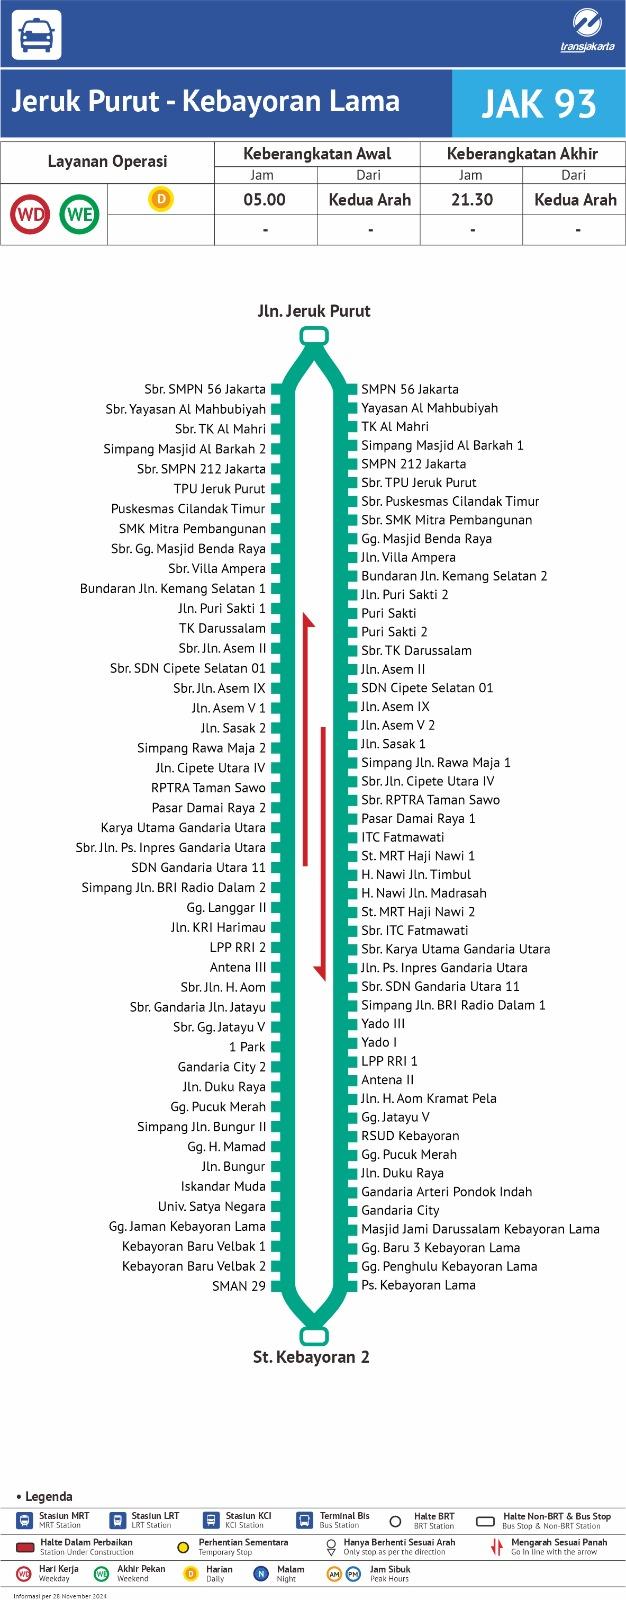 transjakarta
Jeruk Purut - Kebayoran Lama
JAK 93
Layanan Operasi
Keberangkatan Awal
Keberangkatan Akhir
Jam
Dari
Jam
Dari
WD
WE
D
05.00
Kedua Arah
21.30
Kedua Arah
-
-
-
-
Jln. Jeruk Purut
Sbr. SMPN 56 Jakarta
Sbr. Yayasan Al Mahbubiyah
Sbr. TK Al Mahri
Simpang Masjid Al Barkah 2
Sbr. SMPN 212 Jakarta
TPU Jeruk Purut
Puskesmas Cilandak Timur
SMK Mitra Pembangunan
Sbr. Gg. Masjid Benda Raya
Sbr. Villa Ampera
Bundaran Jln. Kemang Selatan 1
Jln. Puri Sakti 1
TK Darussalam
Sbr. Jln. Asem II
Sbr. SDN Cipete Selatan 01
Sbr. Jln. Asem IX
Jln. Asem V 1
Jln. Sasak 2
Simpang Rawa Maja 2
Jln. Cipete Utara IV
RPTRA Taman Sawo
Pasar Damai Raya 2
Karya Utama Gandaria Utara
Sbr. Jln. Ps. Inpres Gandaria Utara
SDN Gandaria Utara 11
Simpang Jln. BRI Radio Dalam 2
Gg. Langgar II
Jln. KRI Harimau
LPP RRI 2
Antena III
Sbr. Jln. H. Aom
Sbr. Gandaria Jln. Jatayu
Sbr. Gg. Jatayu V
1 Park
Gandaria City 2
Jln. Duku Raya
Gg. Pucuk Merah
Simpang Jln. Bungur II
Gg. H. Mamad
Jln. Bungur
Iskandar Muda
Univ. Satya Negara
Gg. Jaman Kebayoran Lama
Kebayoran Baru Velbak 1
Kebayoran Baru Velbak 2
SMAN 29
SMPN 56 Jakarta
Yayasan Al Mahbubiyah
TK Al Mahri
Simpang Masjid Al Barkah 1
SMPN 212 Jakarta
Sbr. TPU Jeruk Purut
Sbr. Puskesmas Cilandak Timur
Sbr. SMK Mitra Pembangunan
Gg. Masjid Benda Raya
Jln. Villa Ampera
Bundaran Jln. Kemang Selatan 2
Jln. Puri Sakti 2
Puri Sakti
Puri Sakti 2
Sbr. TK Darussalam
Jln. Asem II
SDN Cipete Selatan 01
Jln. Asem IX
Jln. Asem V 2
Jln. Sasak 1
Simpang Jln. Rawa Maja 1
Sbr. Jln. Cipete Utara IV
Sbr. RPTRA Taman Sawo
Pasar Damai Raya 1
ITC Fatmawati
St. MRT Haji Nawi 1
H. Nawi Jln. Timbul
H. Nawi Jln. Madrasah
St. MRT Haji Nawi 2
Sbr. ITC Fatmawati
Sbr. Karya Utama Gandaria Utara
Jln. Ps. Inpres Gandaria Utara
Sbr. SDN Gandaria Utara 11
Simpang Jln. BRI Radio Dalam 1
Yado III
Yado I
LPP RRI 1
Antena II
Jln. H. Aom Kramat Pela
Gg. Jatayu V
RSUD Kebayoran
Gg. Pucuk Merah
Jln. Duku Raya
Gandaria Arteri Pondok Indah
Gandaria City
Masjid Jami Darussalam Kebayoran Lama
Gg. Baru 3 Kebayoran Lama
Gg. Penghulu Kebayoran Lama
Ps. Kebayoran Lama
St. Kebayoran 2
• Legenda
Stasiun MRT
MRT Station
Stasiun LRT
LRT Station
Stasiun KCI
KCI Station
Terminal Bis
Bus Station
Halte BRT
BRT Station
Halte Non-BRT & Bus Stop
Bus Stop & Non-BRT Station
Halte Dalam Perbaikan
Station Under Construction
Perhentian Sementara
Temporary Stop
Hanya Berhenti Sesuai Arah
Only stop as per the direction
Mengarah Sesuai Panah
Go in line with the arrow
WD
Hari Kerja
Weekday
WE
Akhir Pekan
Weekend
D
Harian
Daily
N
Malam
Night
AM
PM
Jam Sibuk
Peak Hours
Informasi per 28 November 2024